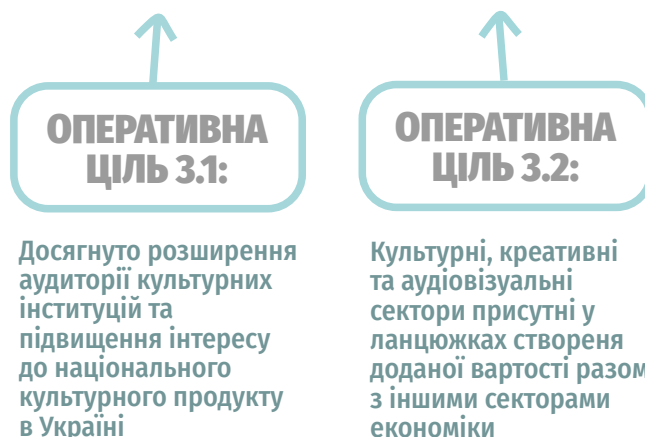 ОПЕРАТИВНА
ЦІЛЬ 3.1:
Досягнуто розширення
аудиторії культурних
інституцій та
підвищення інтересу
до національного
культурного продукту
в Україні
ОПЕРАТИВНА
ЦІЛЬ 3.2:
Культурні, креативні
та аудіовізуальні
сектори присутні у
ланцюжках створеня
доданої вартості разом
з іншими секторами
економіки